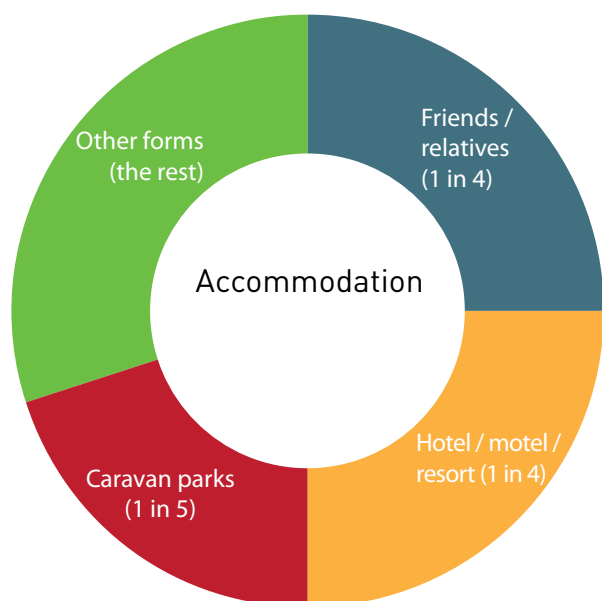 Friends /
relatives
(1 in 4)
Other forms
(the rest)
Accommodation
Hotel / motel /
resort (1 in 4)
Caravan parks
(1 in 5)